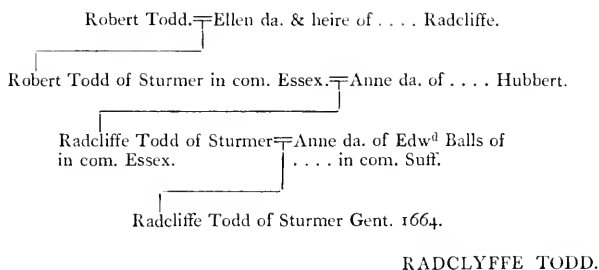 Robert Todd. Ellen da. & heire of . . . . Radcliffe.
Robert Todd of Sturmer in com. Essex. Anne da. of . . . . Hubbert.
Radcliffe Todd of Sturmer Anne da. of Edwᵈ Balls of
in com. Essex. . . . . in com. Suff.
Radcliffe Todd of Sturmer Gent. 1664.
RADCLYFFE TODD.